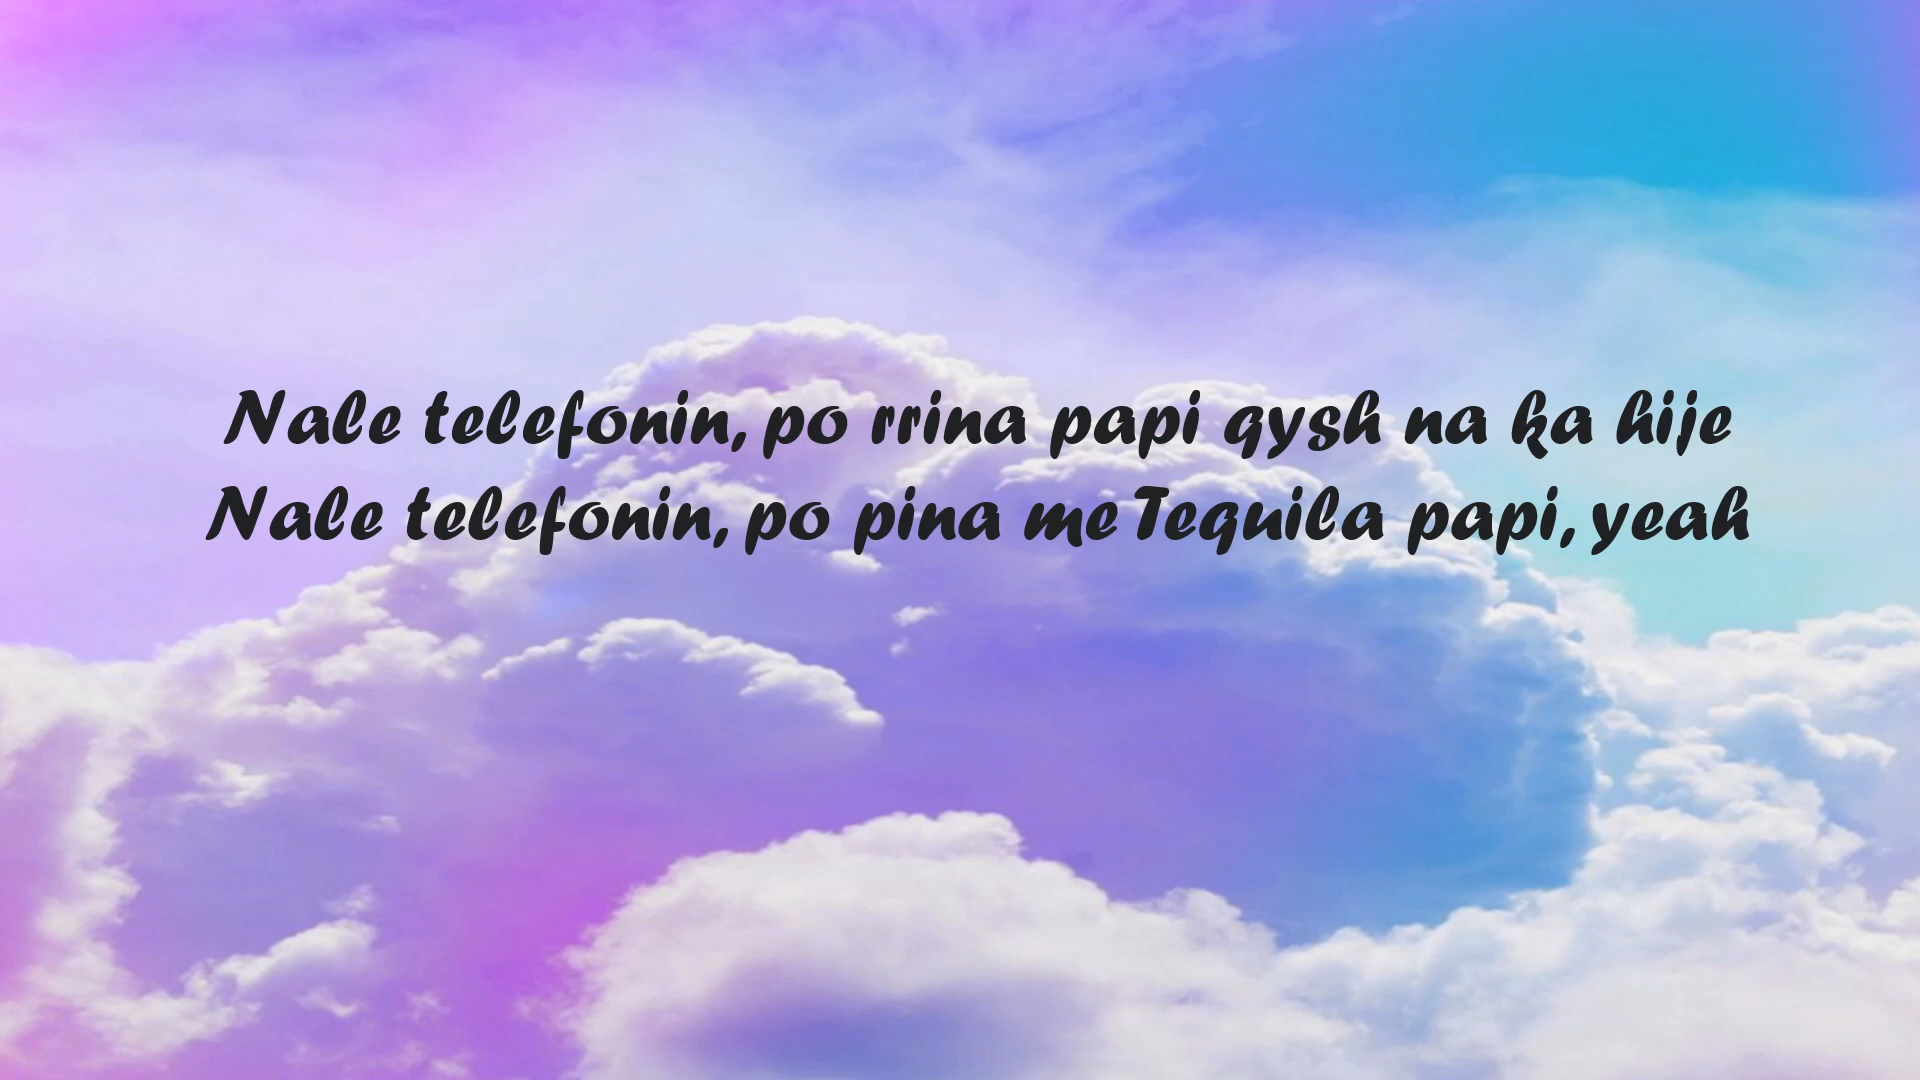 Nale telefonin, po rrina papi qysh na ka hije
Nale telefonin, po pina me Tequila papi, yeah